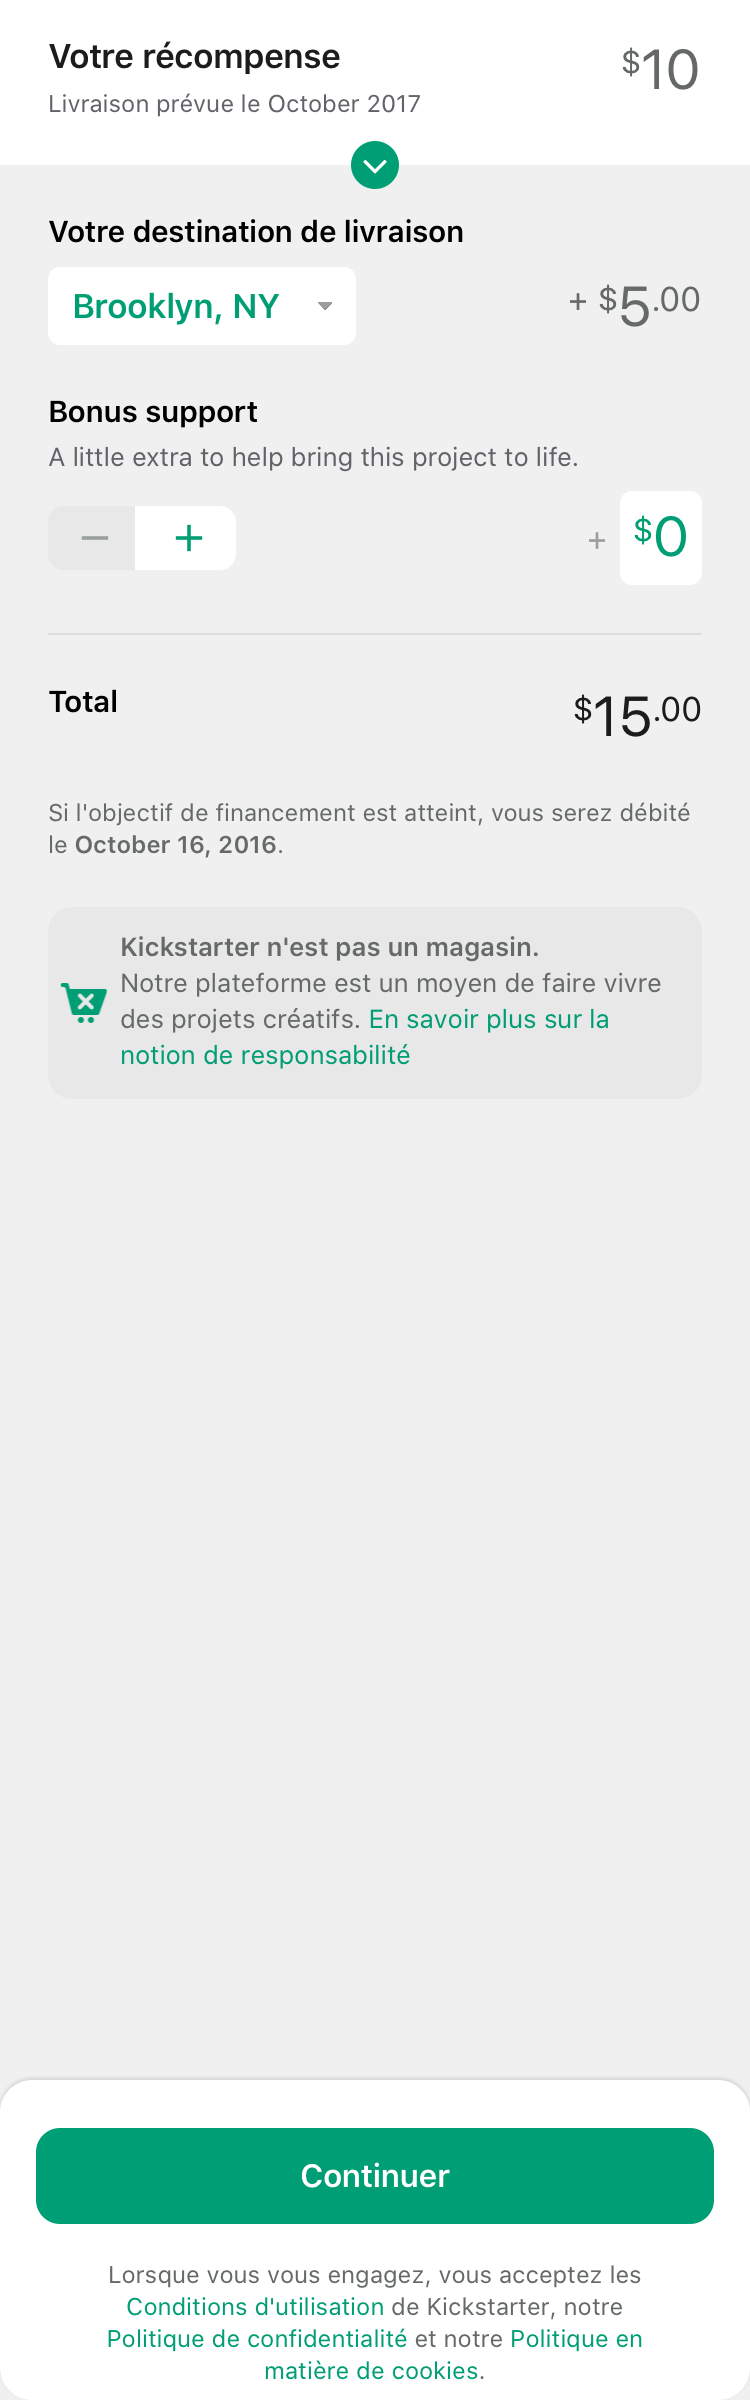 Votre récompense
$10
Livraison prévue le October 2017
Votre destination de livraison
Brooklyn, NY
+ $5.00
Bonus support
A little extra to help bring this project to life.
− +
+ $0
Total
$15.00
Si l'objectif de financement est atteint, vous serez débité
le October 16, 2016.
Kickstarter n'est pas un magasin.
Notre plateforme est un moyen de faire vivre
des projets créatifs. En savoir plus sur la
notion de responsabilité
Continuer
Lorsque vous vous engagez, vous acceptez les
Conditions d'utilisation de Kickstarter, notre
Politique de confidentialité et notre Politique en
matière de cookies.